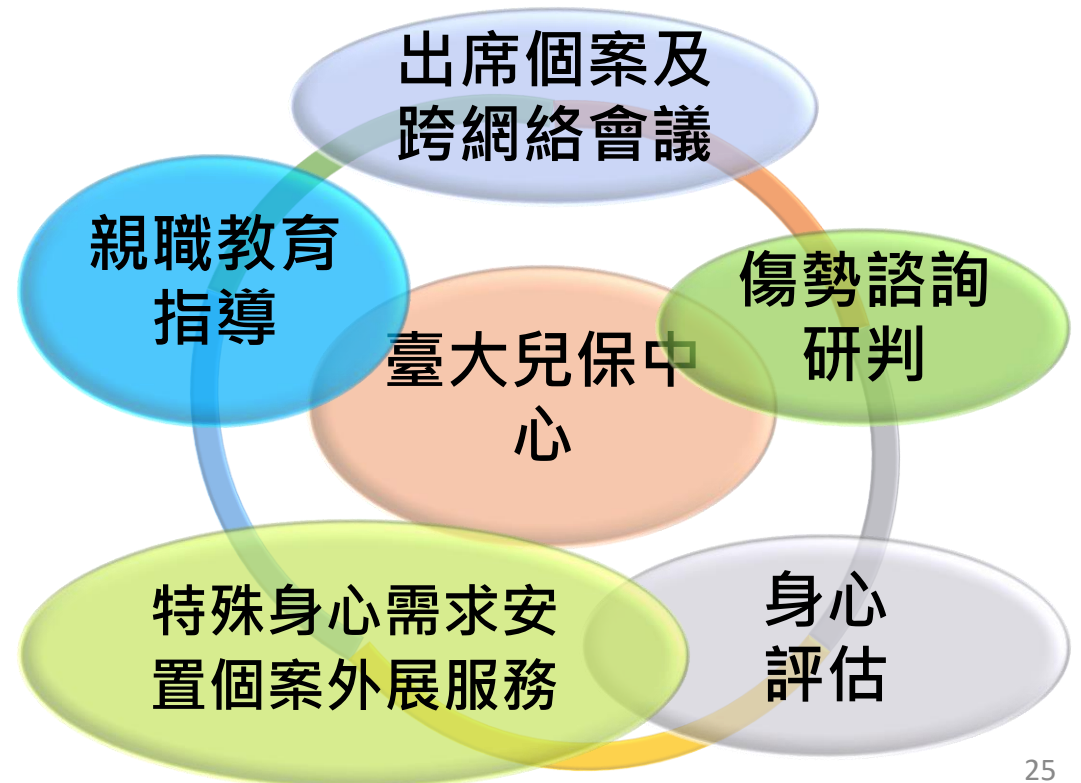 出席個案及
跨網絡會議
親職教育
指導
傷勢諮詢
研判
臺大兒保中
心
特殊身心需求安
置個案外展服務
身心
評估
25